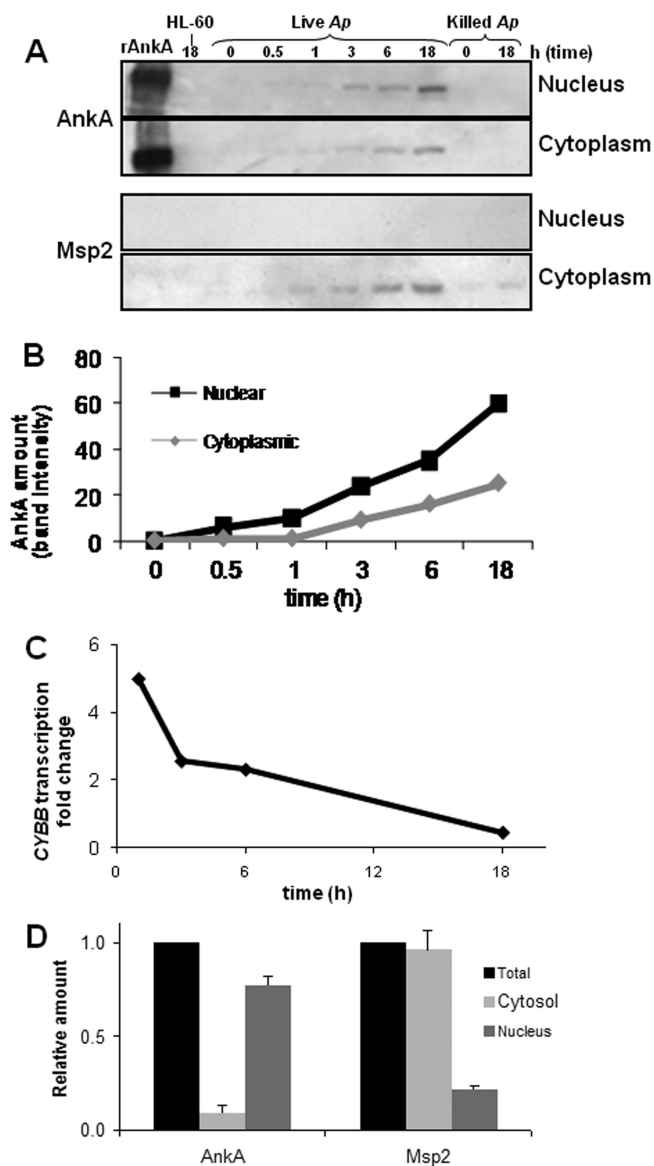 A
HL-60
Live Ap
Killed Ap
rAnkA 18 0 0.5 1 3 6 18 0 18 h (time)
AnkA
Nucleus
Cytoplasm
Msp2
Nucleus
Cytoplasm
B
AnkA amount
(band intensity)
80
60
40
20
0
Nuclear
Cytoplasmic
0 0.5 1 3 6 18
time (h)
C
CYBB transcription
fold change
6
4
2
0
0 6 12 18
time (h)
D
Relative amount
1.0
0.5
0.0
Total
Cytosol
Nucleus
AnkA Msp2